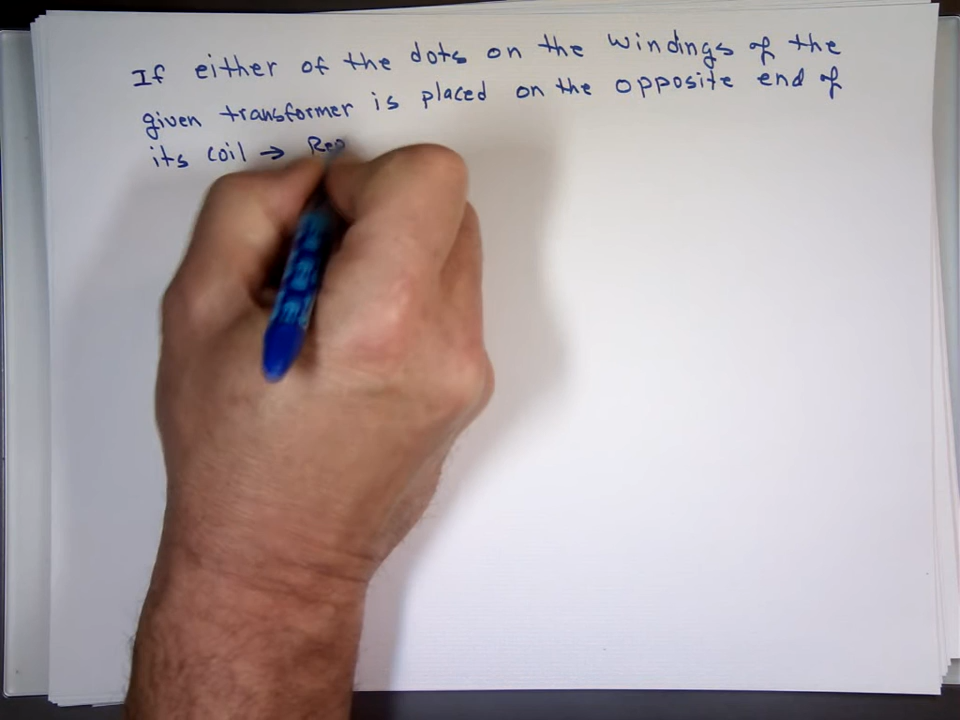 If either of the dots on the windings of the
given transformer is placed on the opposite end of
its coil →